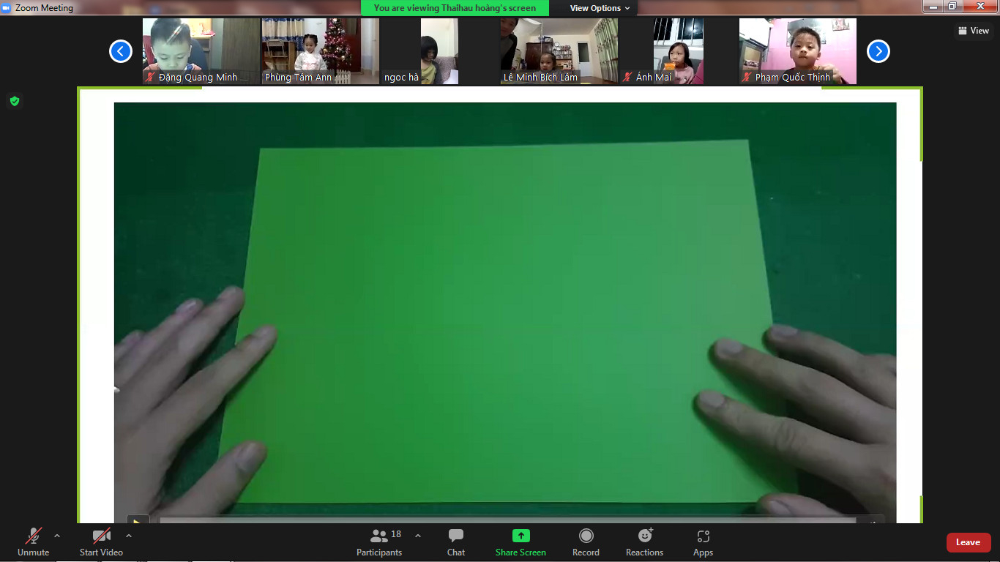 Zoom Meeting
You are viewing Thaihau hoàng's screen
View Options
View
Đặng Quang Minh
Phùng Tâm Anh
ngoc hà
Lê Minh Bích Lâm
Ánh Mai
Phạm Quốc Thịnh
Unmute
Start Video
18
Participants
Chat
Share Screen
Record
Reactions
Apps
Leave